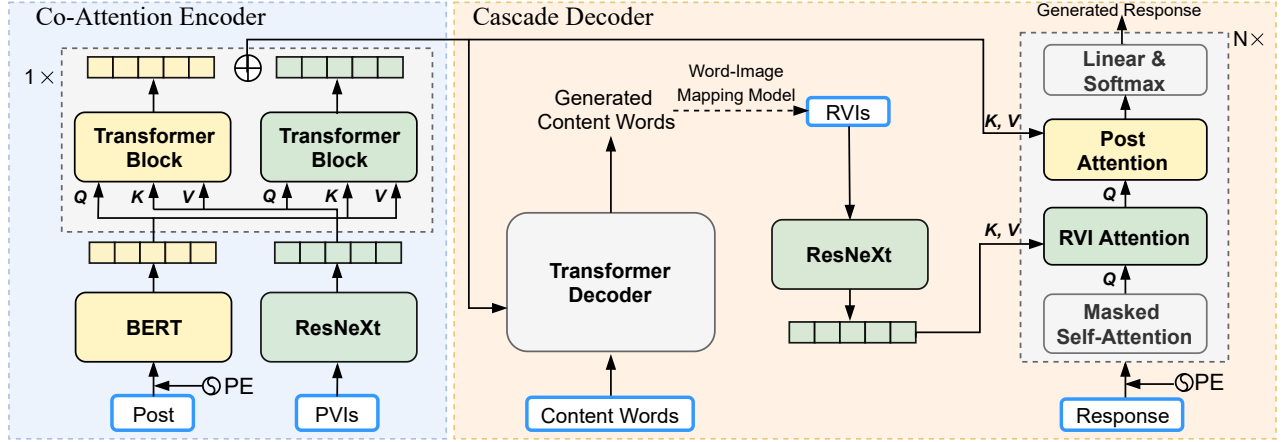 Co-Attention Encoder
1 ×
Transformer
Block
Transformer
Block
Q
K
V
Q
K
V
BERT
ResNeXt
PE
Post
PVIs
Cascade Decoder
Generated
Content Words
Word-Image
Mapping Model
RVIs
Transformer
Decoder
ResNeXt
Content Words
Generated Response
N×
Linear &
Softmax
K, V
Post
Attention
Q
K, V
RVI Attention
Q
Masked
Self-Attention
PE
Response